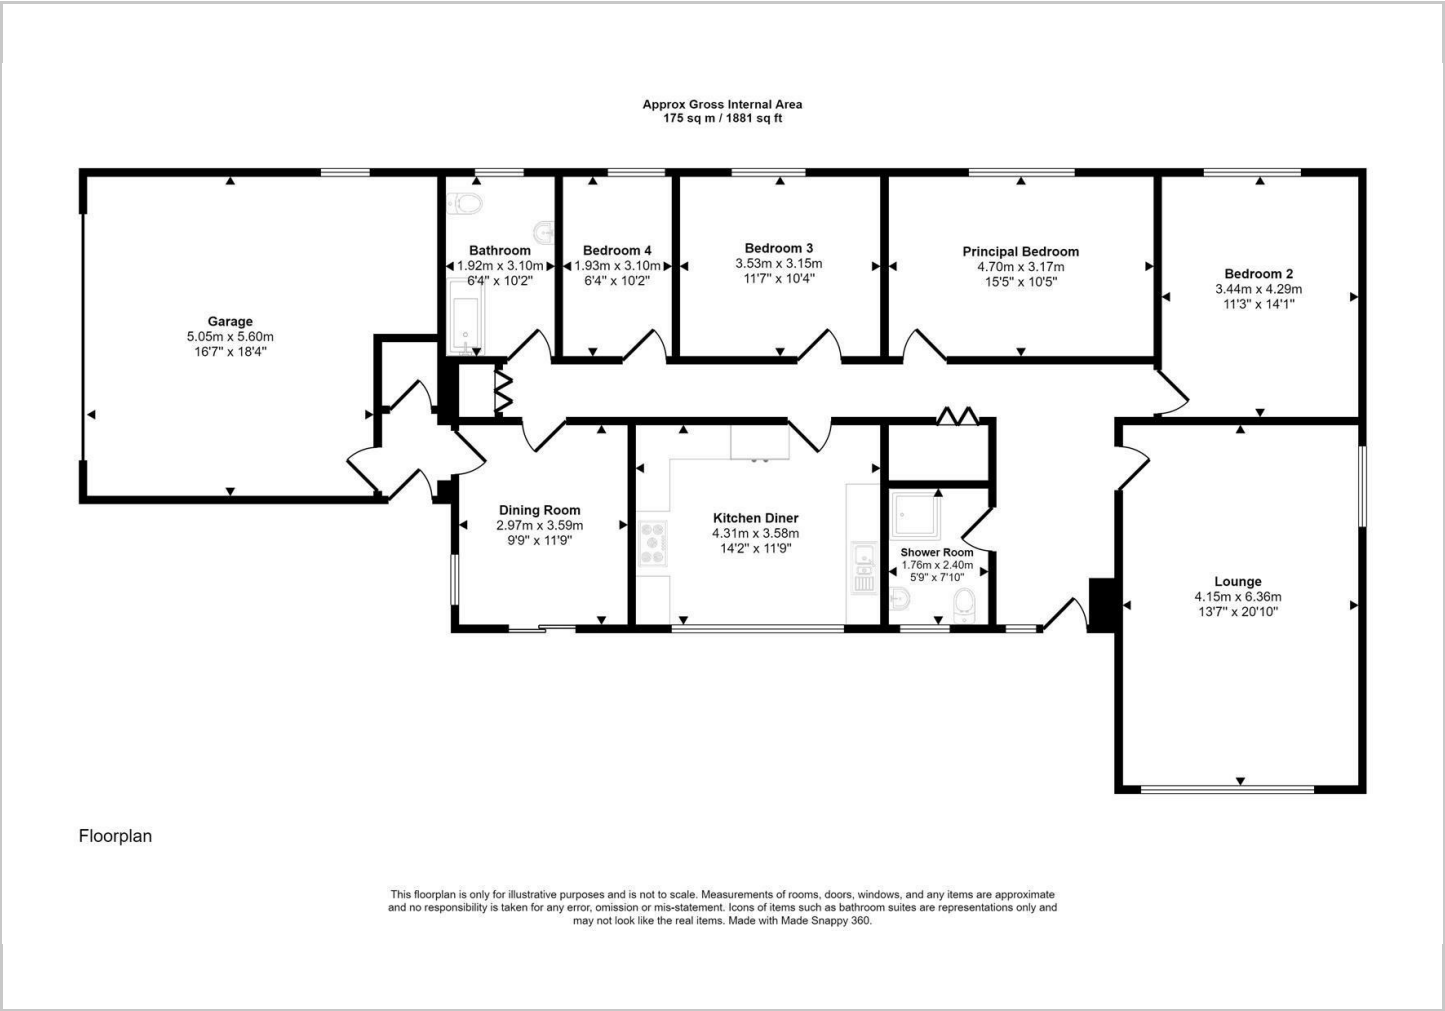 Approx Gross Internal Area
175 sq m / 1881 sq ft
Garage
5.05m x 5.60m
16'7" x 18'4"
Bathroom
1.92m x 3.10m
6'4" x 10'2"
Bedroom 4
1.93m x 3.10m
6'4" x 10'2"
Bedroom 3
3.53m x 3.15m
11'7" x 10'4"
Principal Bedroom
4.70m x 3.17m
15'5" x 10'5"
Bedroom 2
3.44m x 4.29m
11'3" x 14'1"
Dining Room
2.97m x 3.59m
9'9" x 11'9"
Kitchen Diner
4.31m x 3.58m
14'2" x 11'9"
Shower Room
1.76m x 2.40m
5'9" x 7'10"
Lounge
4.15m x 6.36m
13'7" x 20'10"
Floorplan
This floorplan is only for illustrative purposes and is not to scale. Measurements of rooms, doors, windows, and any items are approximate
and no responsibility is taken for any error, omission or mis-statement. Icons of items such as bathroom suites are representations only and
may not look like the real items. Made with Made Snappy 360.